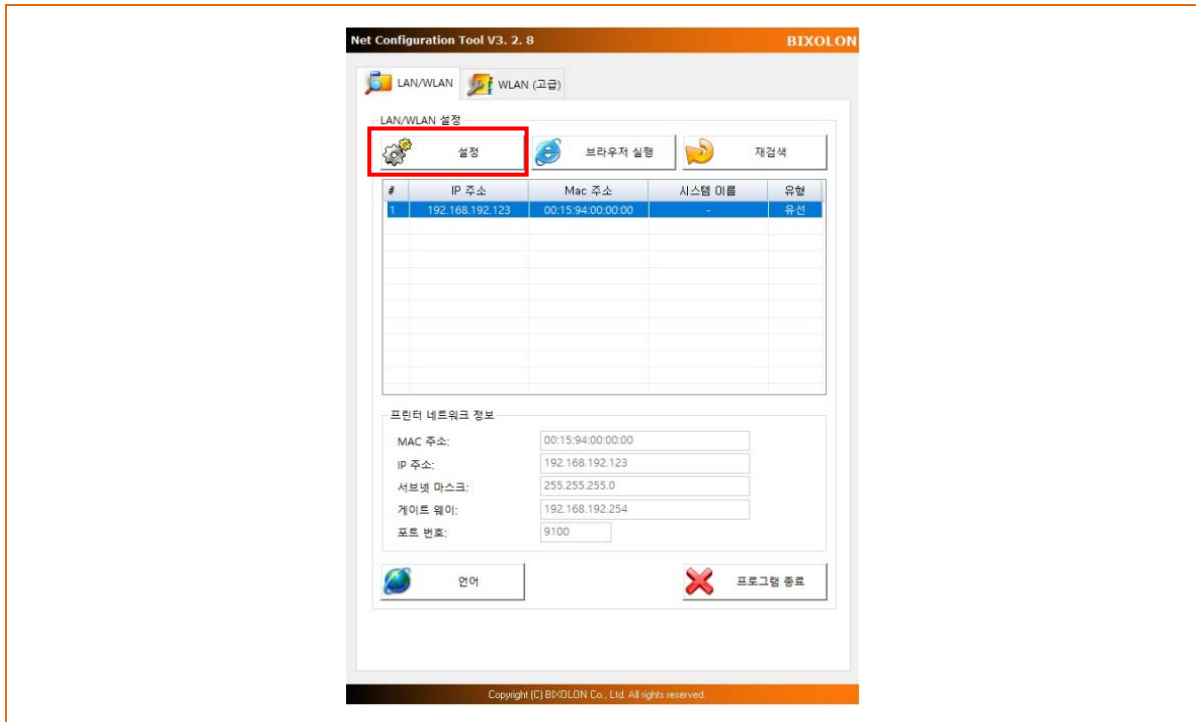 Net Configuration Tool V3. 2. 8 BIXOLON
LAN/WLAN WLAN (고급)
LAN/WLAN 설정
설정 브라우저 실행 재검색
# IP 주소 Mac 주소 시스템 이름 유형
1 192.168.192.123 00:15:94:00:00:00 - 유선
프린터 네트워크 정보
MAC 주소: 00:15:94:00:00:00
IP 주소: 192.168.192.123
서브넷 마스크: 255.255.255.0
게이트 웨이: 192.168.192.254
포트 번호: 9100
언어 프로그램 종료
Copyright (C) BIXOLON Co., Ltd. All rights reserved.